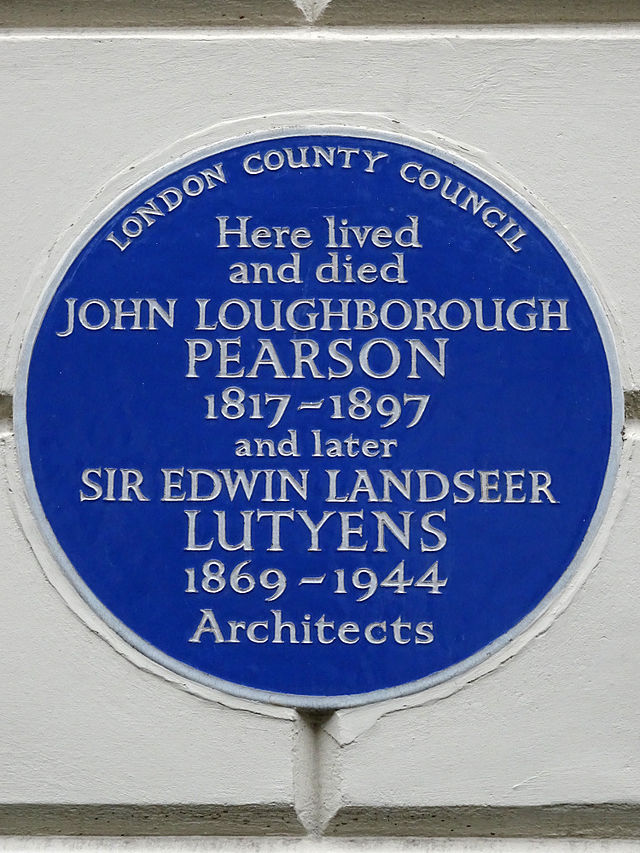 LONDON COUNTY COUNCIL
Here lived
and died
JOHN LOUGHBOROUGH
PEARSON
1817–1897
and later
SIR EDWIN LANDSEER
LUTYENS
1869–1944
Architects